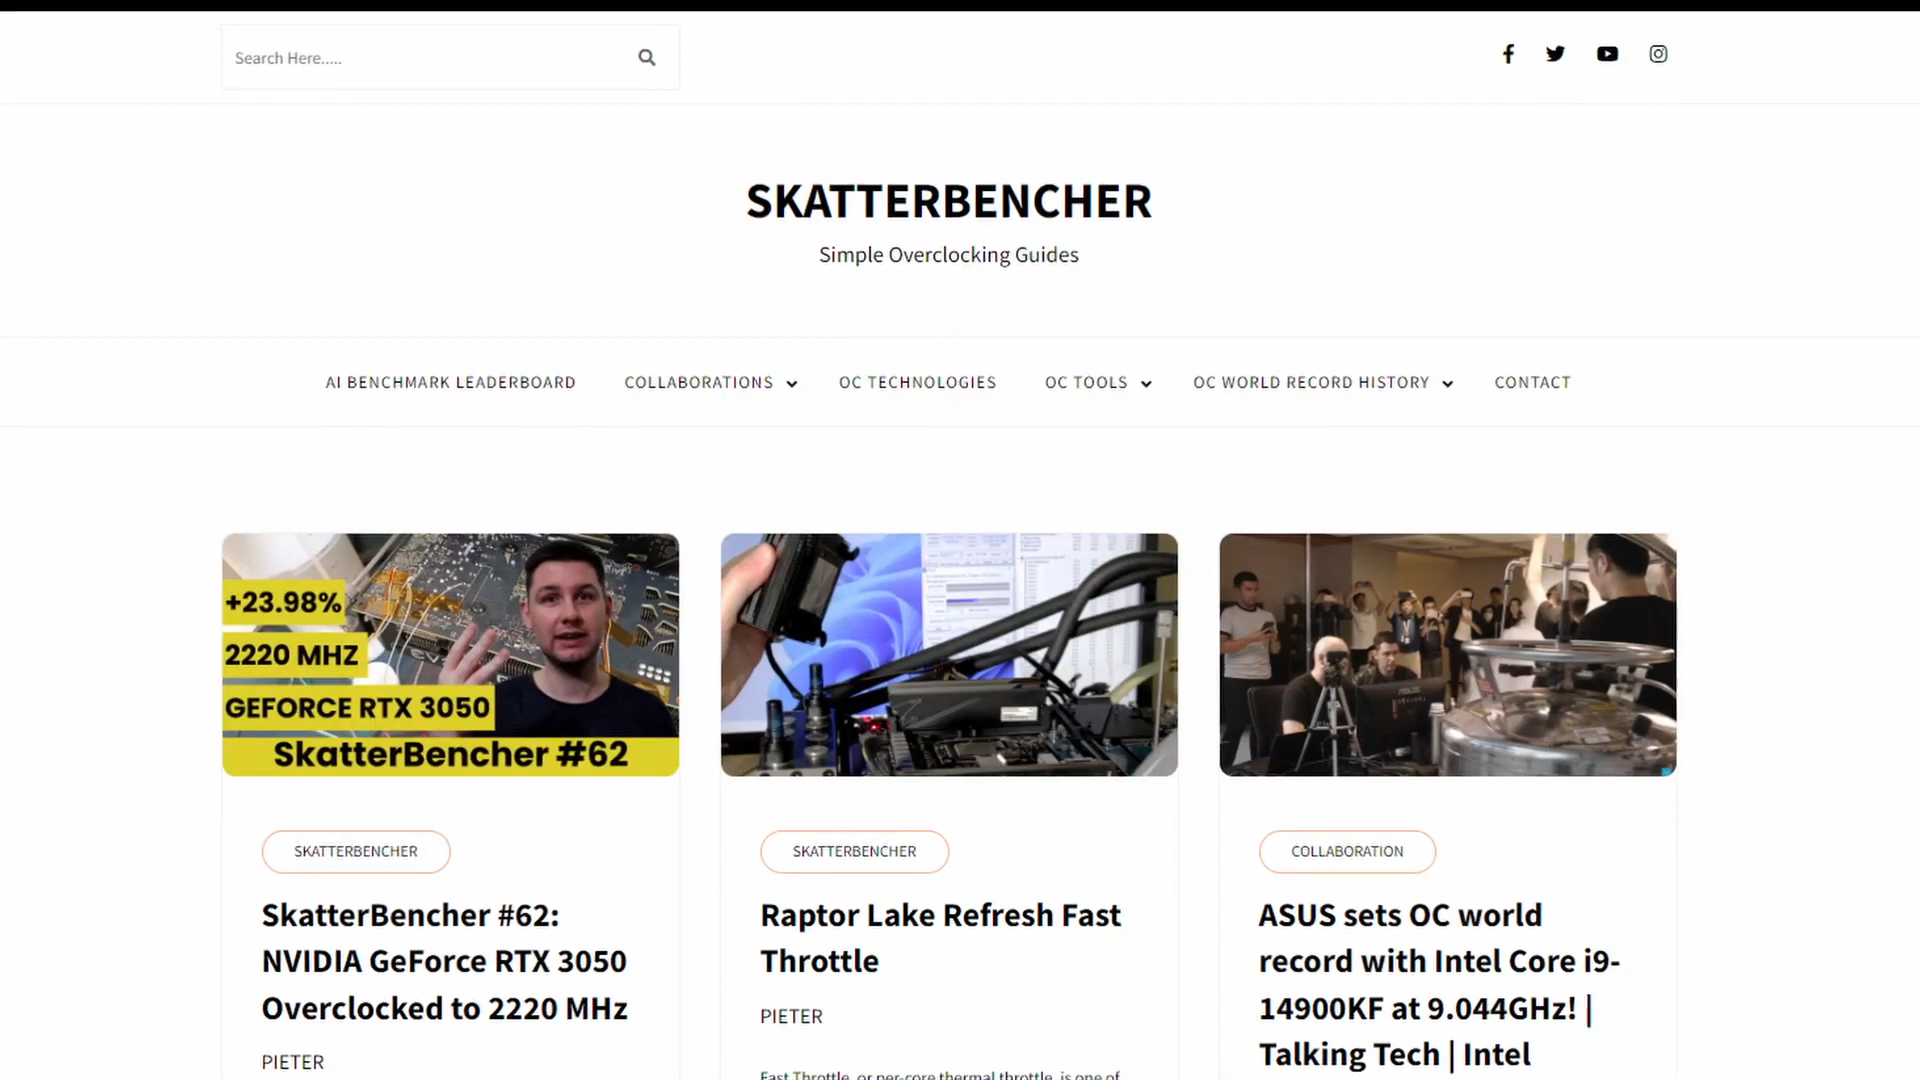 Search Here.....
SKATTERBENCHER
Simple Overclocking Guides
AI BENCHMARK LEADERBOARD
COLLABORATIONS
OC TECHNOLOGIES
OC TOOLS
OC WORLD RECORD HISTORY
CONTACT
+23.98%
2220 MHZ
GEFORCE RTX 3050
SkatterBencher #62
SKATTERBENCHER
SkatterBencher #62:
NVIDIA GeForce RTX 3050
Overclocked to 2220 MHz
PIETER
SKATTERBENCHER
Raptor Lake Refresh Fast
Throttle
PIETER
Fast Throttle, or per-core thermal throttle, is one of
COLLABORATION
ASUS sets OC world
record with Intel Core i9-
14900KF at 9.044GHz! |
Talking Tech | Intel